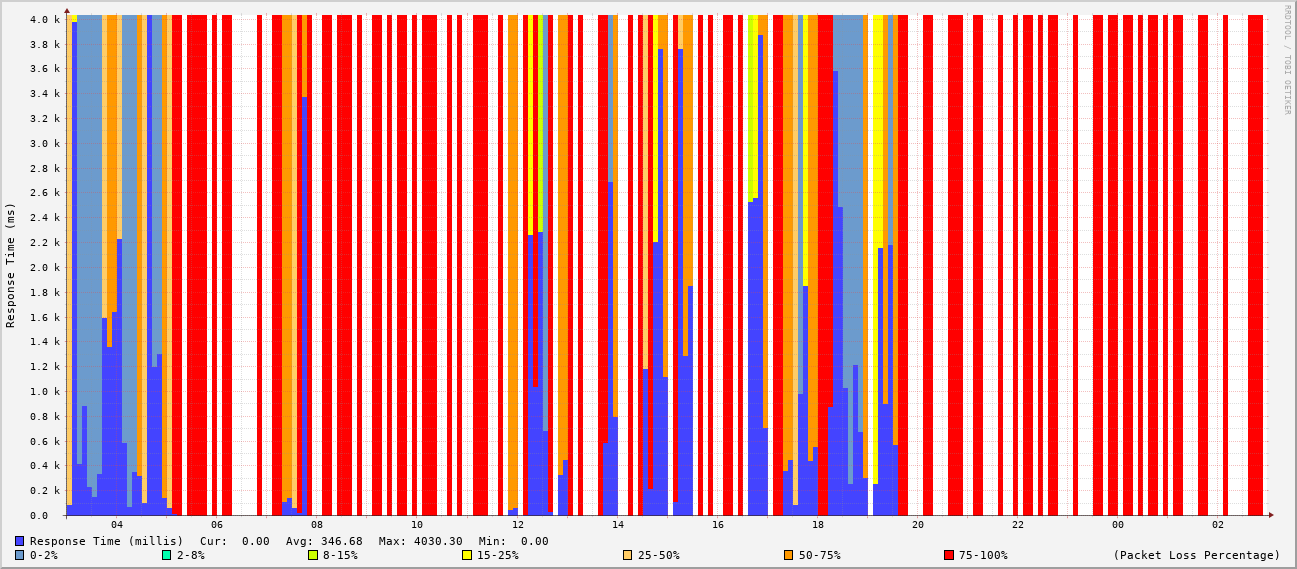 4.0 k
3.8 k
3.6 k
3.4 k
3.2 k
3.0 k
2.8 k
2.6 k
2.4 k
2.2 k
2.0 k
1.8 k
1.6 k
1.4 k
1.2 k
1.0 k
0.8 k
0.6 k
0.4 k
0.2 k
0.0
Response Time (ms)
RRDTOOL / TOBI OETIKER
04 06 08 10 12 14 16 18 20 22 00 02
Response Time (millis) Cur: 0.00 Avg: 346.68 Max: 4030.30 Min: 0.00
0-2% 2-8% 8-15% 15-25% 25-50% 50-75% 75-100% (Packet Loss Percentage)